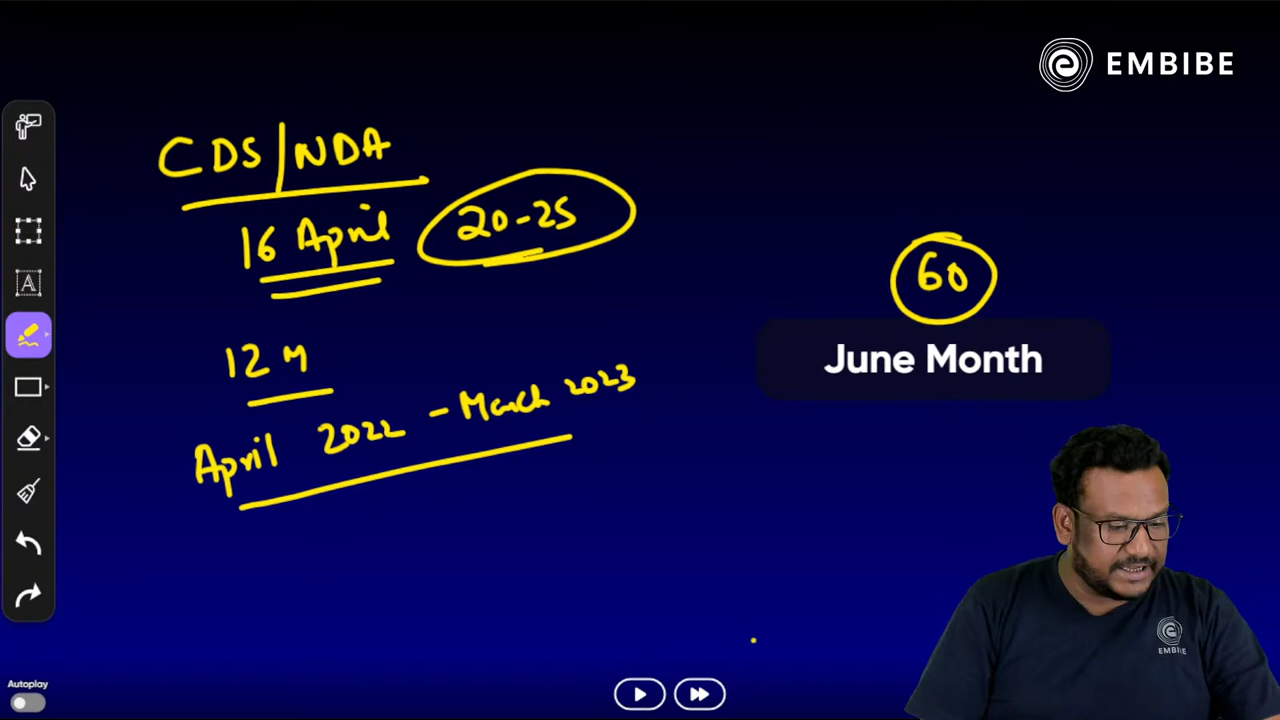 EMBIBE
CDS/NDA
16 April 20-25
60
June Month
12 M
April 2022 - March 2023
EMBIBE
Autoplay
A